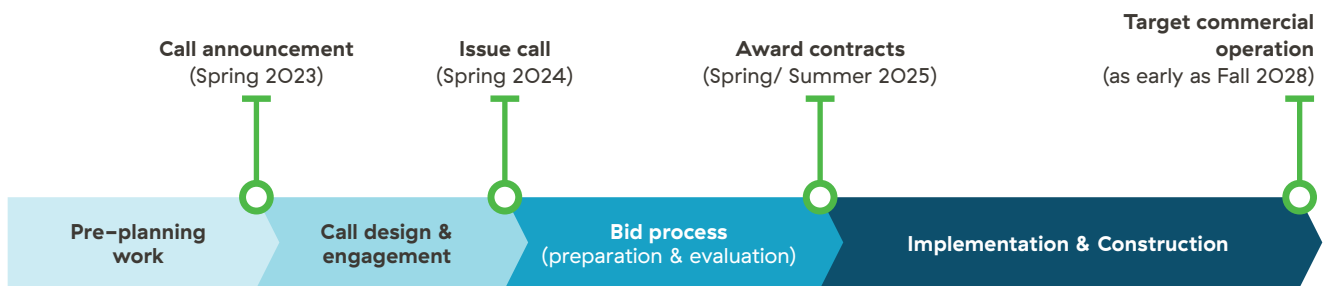 Call announcement
(Spring 2023)
Issue call
(Spring 2024)
Award contracts
(Spring/ Summer 2025)
Target commercial
operation
(as early as Fall 2028)
Pre-planning
work
Call design &
engagement
Bid process
(preparation & evaluation)
Implementation & Construction